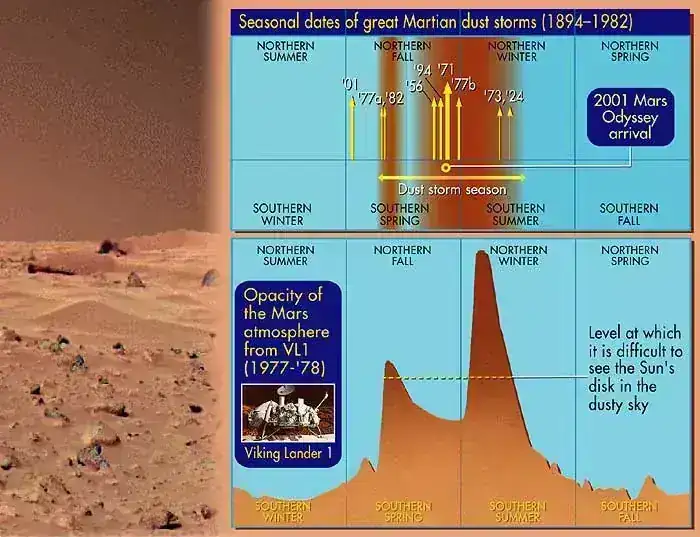 Seasonal dates of great Martian dust storms (1894–1982)
NORTHERN
SUMMER
NORTHERN
FALL
NORTHERN
WINTER
NORTHERN
SPRING
'01
'77a,'82
'56
'94
'71
'77b
'73,'24
2001 Mars
Odyssey
arrival
Dust storm season
SOUTHERN
WINTER
SOUTHERN
SPRING
SOUTHERN
SUMMER
SOUTHERN
FALL
NORTHERN
SUMMER
NORTHERN
FALL
NORTHERN
WINTER
NORTHERN
SPRING
Opacity of
the Mars
atmosphere
from VL1
(1977-'78)
Viking Lander 1
Level at which
it is difficult to
see the Sun's
disk in the
dusty sky
SOUTHERN
WINTER
SOUTHERN
SPRING
SOUTHERN
SUMMER
SOUTHERN
FALL